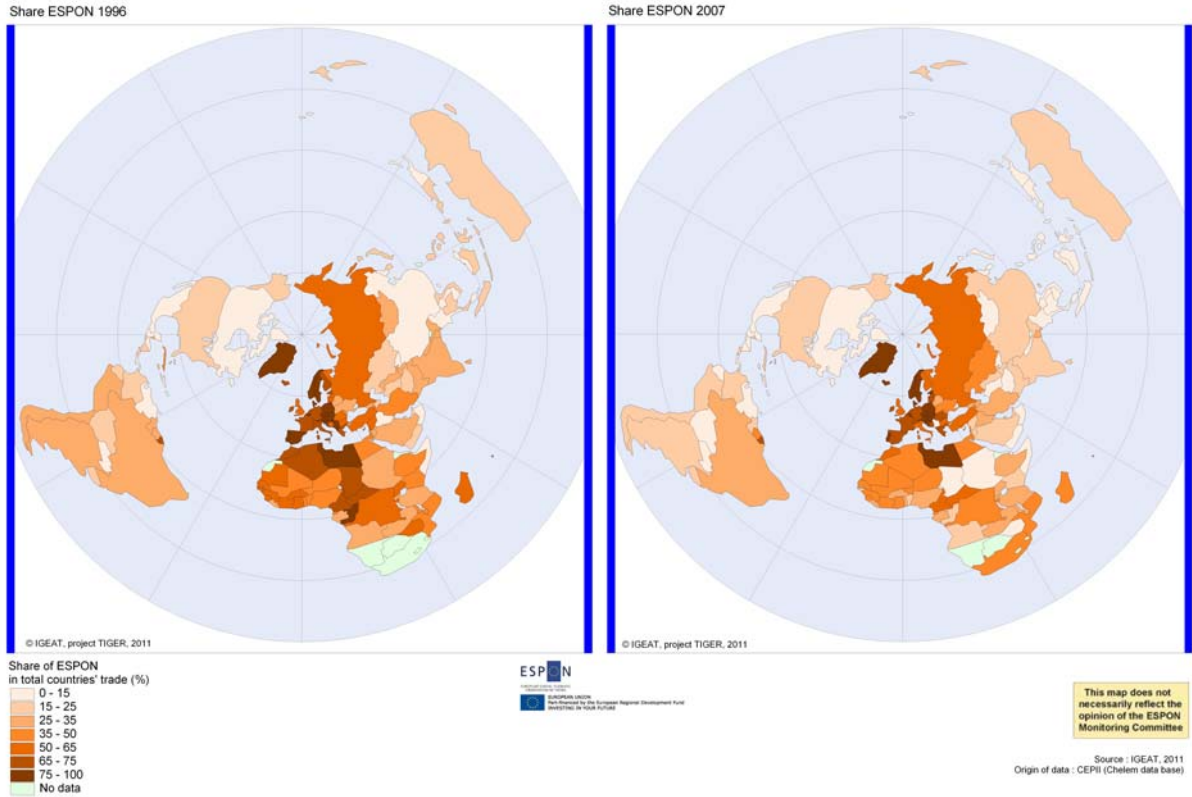 Share ESPON 1996
Share ESPON 2007
© IGEAT, project TIGER, 2011
© IGEAT, project TIGER, 2011
Share of ESPON
in total countries' trade (%)
0 - 15
15 - 25
25 - 35
35 - 50
50 - 65
65 - 75
75 - 100
No data
ESPON
EUROPEAN UNION
Part-financed by the European Regional Development Fund
INVESTING IN YOUR FUTURE
This map does not
necessarily reflect the
opinion of the ESPON
Monitoring Committee
Source : IGEAT, 2011
Origin of data : CEPII (Chelem data base)